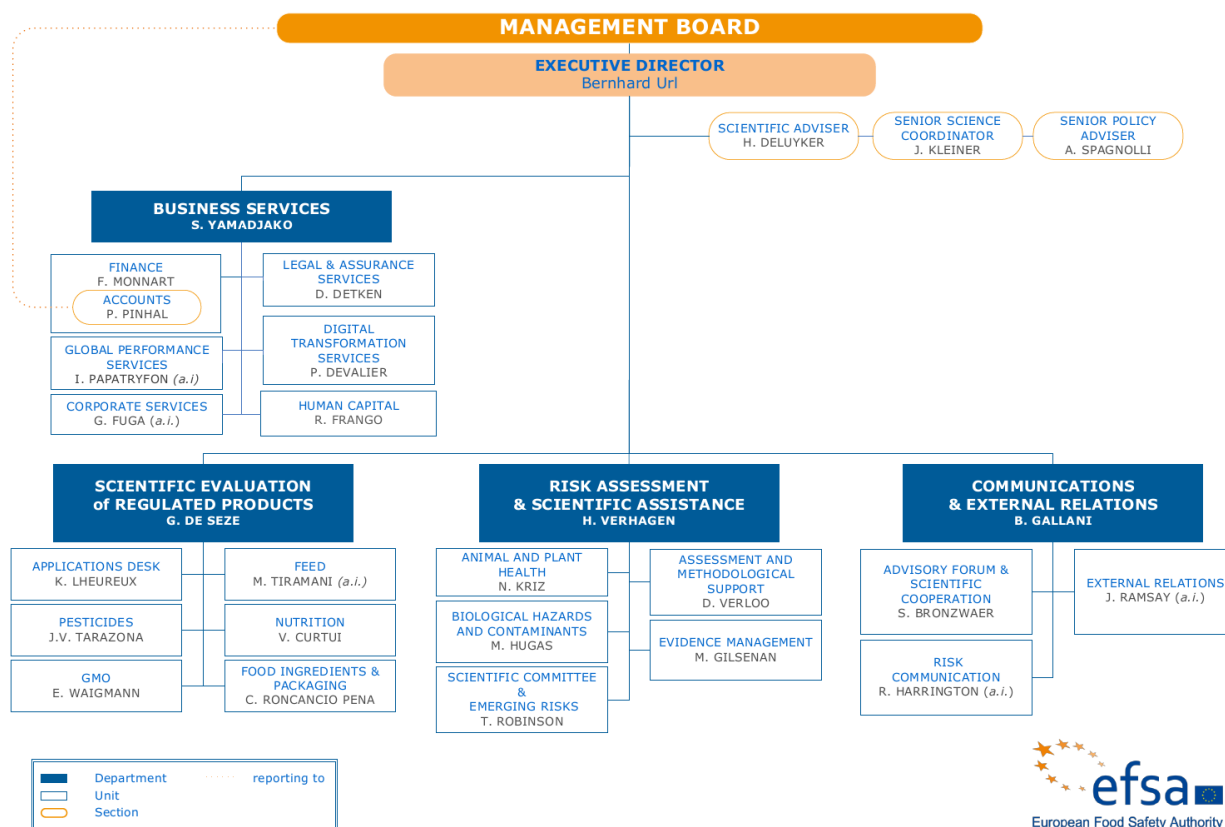 MANAGEMENT BOARD
EXECUTIVE DIRECTOR
Bernhard Url
SCIENTIFIC ADVISER
H. DELUYKER
SENIOR SCIENCE
COORDINATOR
J. KLEINER
SENIOR POLICY
ADVISER
A. SPAGNOLLI
BUSINESS SERVICES
S. YAMADJAKO
FINANCE
F. MONNART
ACCOUNTS
P. PINHAL
LEGAL & ASSURANCE
SERVICES
D. DETKEN
GLOBAL PERFORMANCE
SERVICES
I. PAPATRYFON (a.i)
DIGITAL
TRANSFORMATION
SERVICES
P. DEVALIER
CORPORATE SERVICES
G. FUGA (a.i.)
HUMAN CAPITAL
R. FRANGO
SCIENTIFIC EVALUATION
of REGULATED PRODUCTS
G. DE SEZE
APPLICATIONS DESK
K. LHEUREUX
FEED
M. TIRAMANI (a.i.)
PESTICIDES
J.V. TARAZONA
NUTRITION
V. CURTUI
GMO
E. WAIGMANN
FOOD INGREDIENTS &
PACKAGING
C. RONCANCIO PENA
RISK ASSESSMENT
& SCIENTIFIC ASSISTANCE
H. VERHAGEN
ANIMAL AND PLANT
HEALTH
N. KRIZ
ASSESSMENT AND
METHODOLOGICAL
SUPPORT
D. VERLOO
BIOLOGICAL HAZARDS
AND CONTAMINANTS
M. HUGAS
EVIDENCE MANAGEMENT
M. GILSENAN
SCIENTIFIC COMMITTEE
&
EMERGING RISKS
T. ROBINSON
COMMUNICATIONS
& EXTERNAL RELATIONS
B. GALLANI
ADVISORY FORUM &
SCIENTIFIC
COOPERATION
S. BRONZWAER
EXTERNAL RELATIONS
J. RAMSAY (a.i.)
RISK
COMMUNICATION
R. HARRINGTON (a.i.)
Department
reporting to
Unit
Section
efsa
European Food Safety Authority